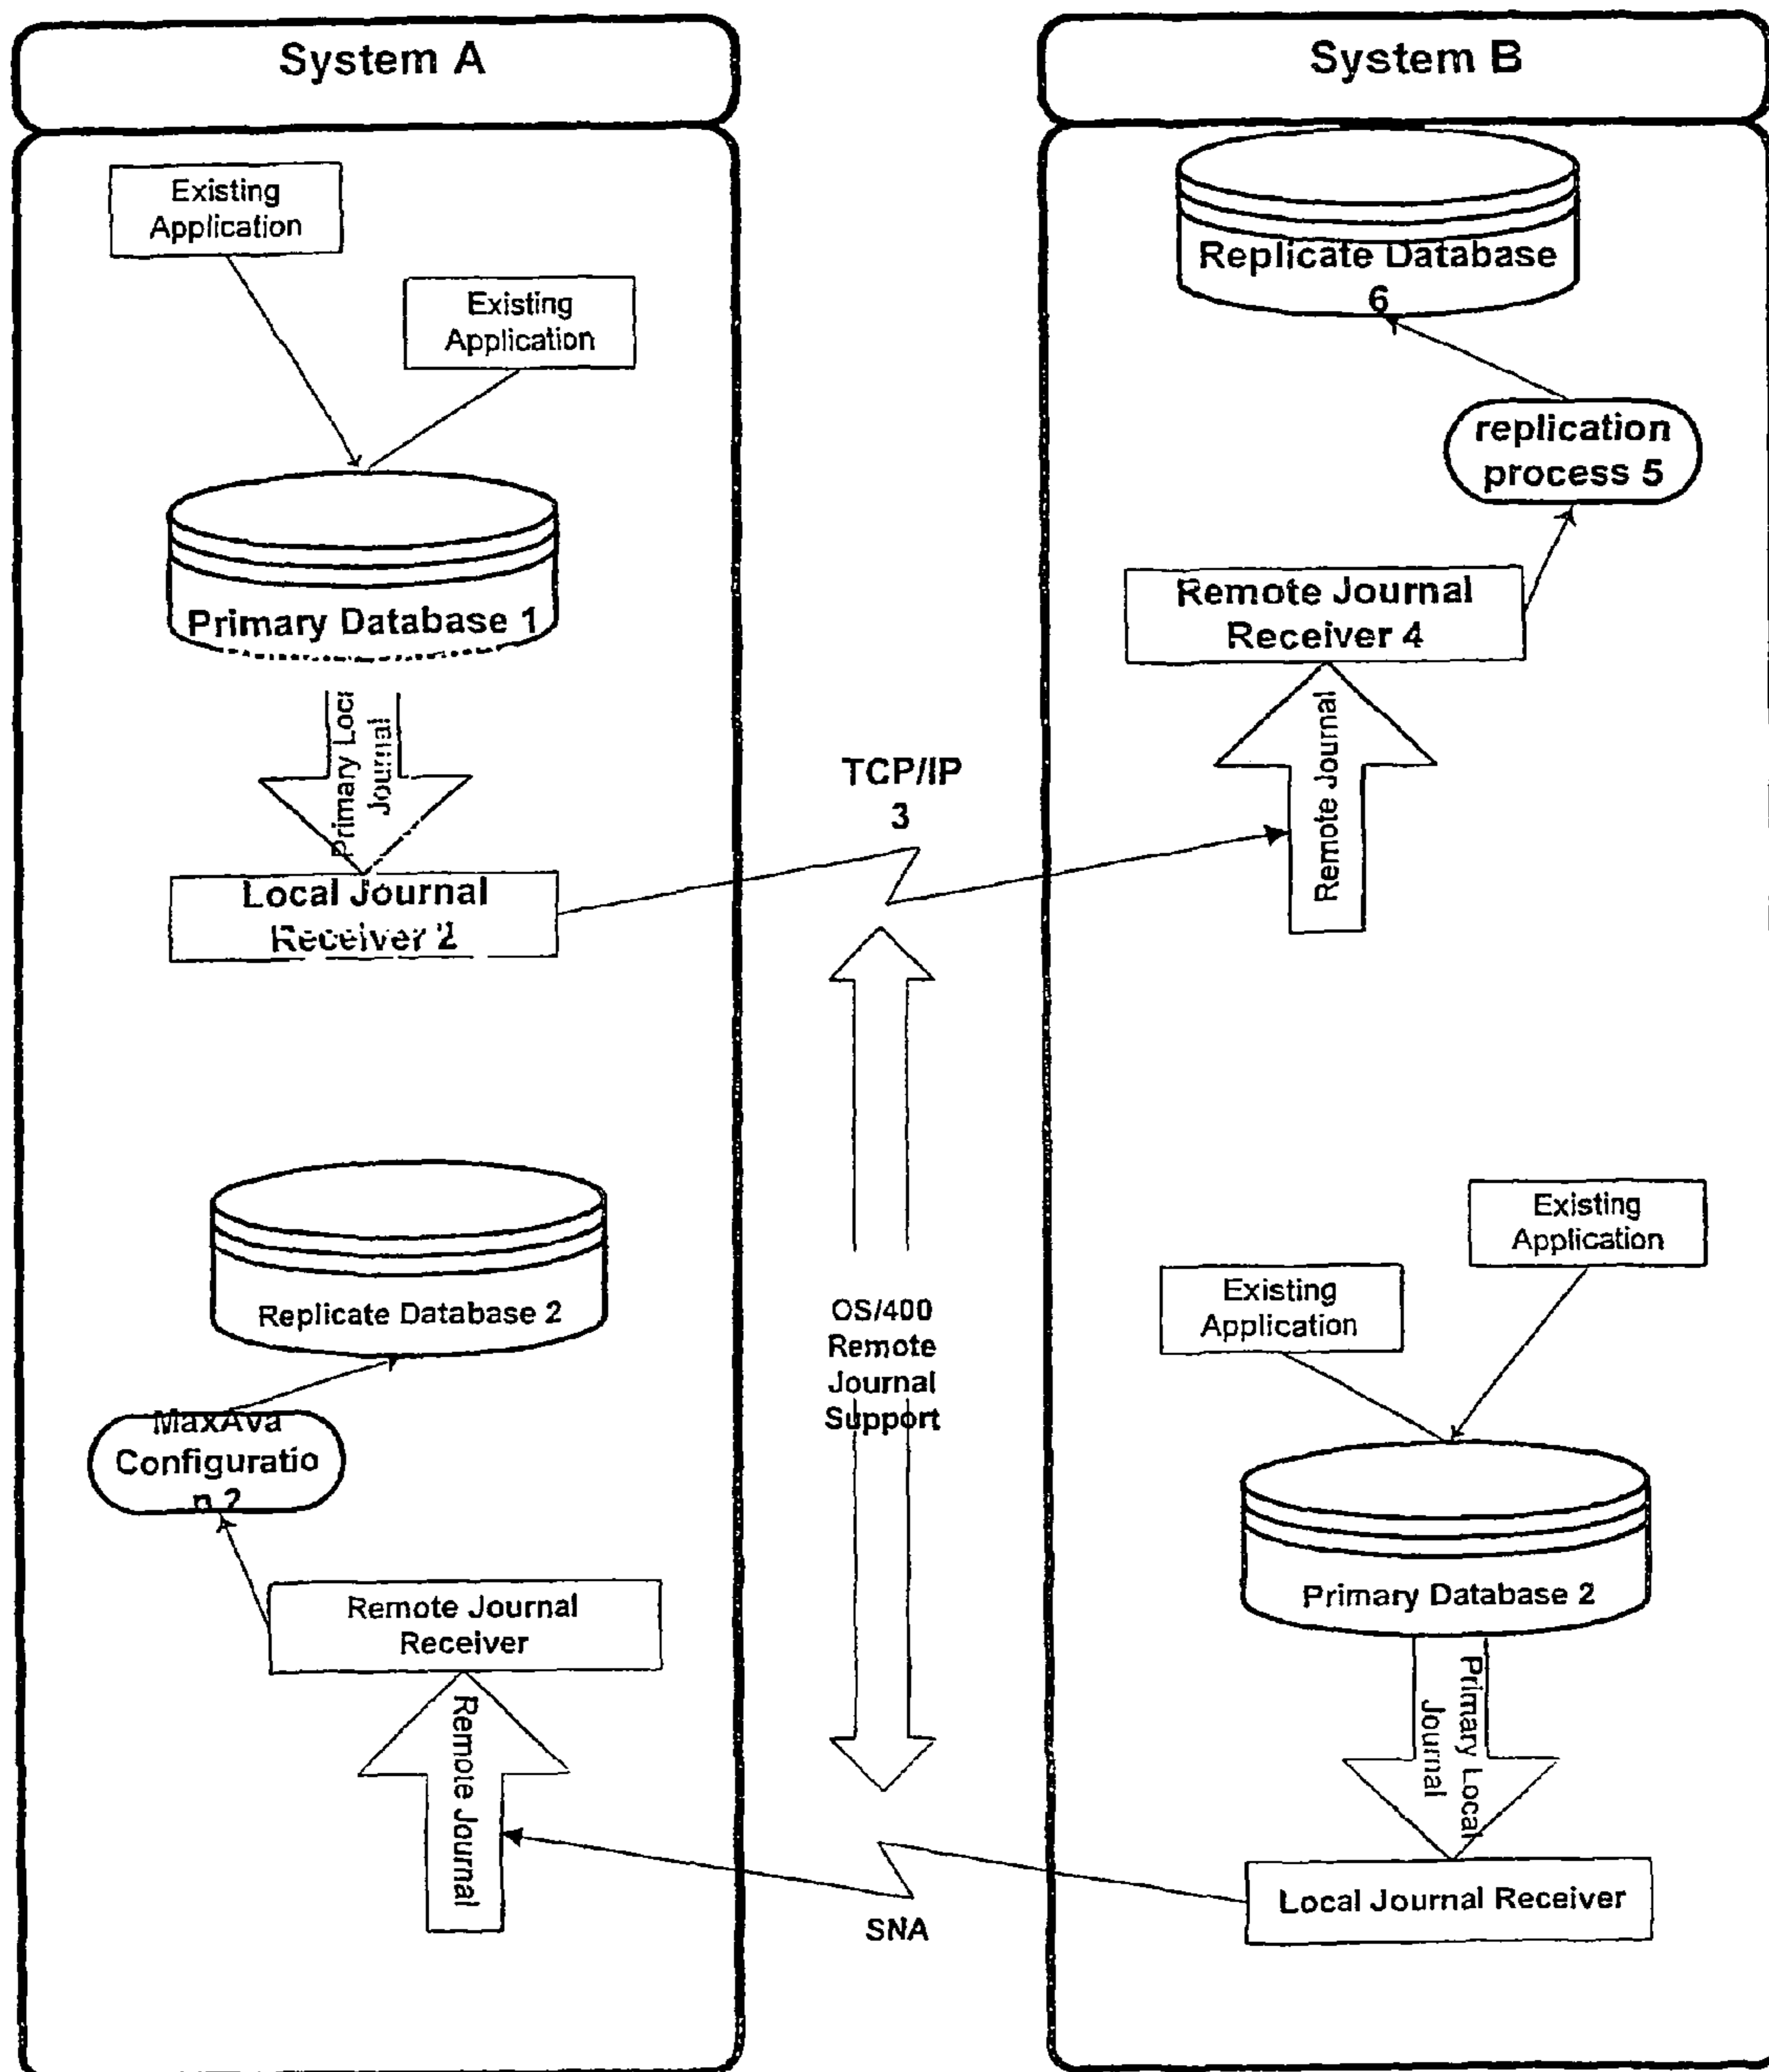 System A
Existing
Application
Existing
Application
Primary Database 1
Primary Loc
Journal
Local Journal
Receiver 2
Replicate Database 2
MaxAva
Configuratio
n 2
Remote Journal
Receiver
Remote Journal
TCP/IP
3
OS/400
Remote
Journal
Support
SNA
System B
Replicate Database
6
replication
process 5
Remote Journal
Receiver 4
Remote Journal
Existing
Application
Existing
Application
Primary Database 2
Primary Local
Journal
Local Journal Receiver